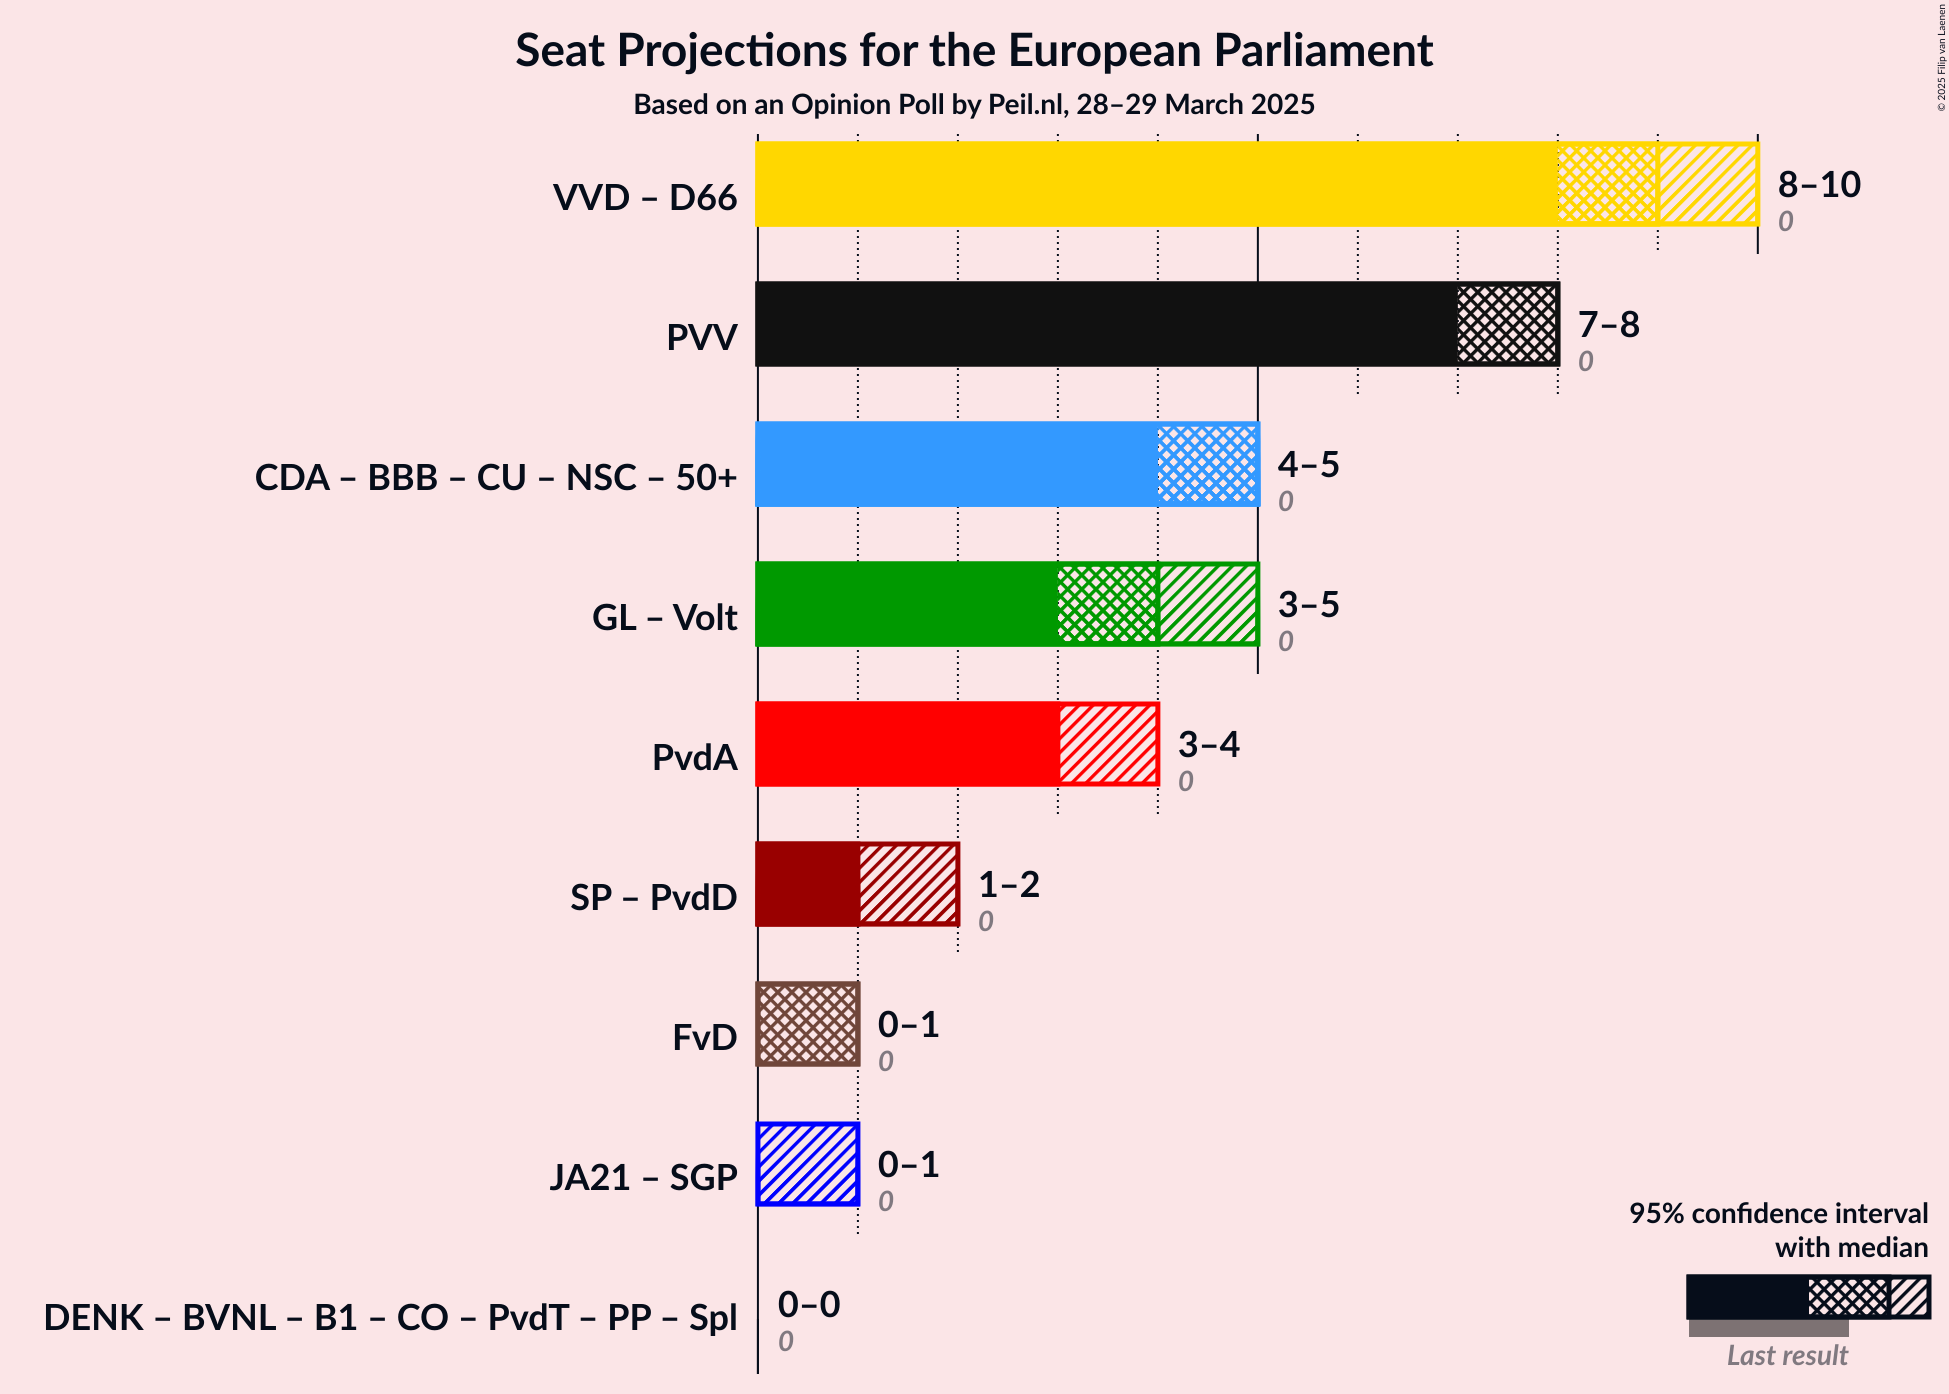 Seat Projections for the European Parliament
Based on an Opinion Poll by Peil.nl, 28–29 March 2025
© 2025 Filip van Laenen
VVD – D66
8–10
0
PVV
7–8
0
CDA – BBB – CU – NSC – 50+
4–5
0
GL – Volt
3–5
0
PvdA
3–4
0
SP – PvdD
1–2
0
FvD
0–1
0
JA21 – SGP
0–1
0
DENK – BVNL – B1 – CO – PvdT – PP – Spl
0–0
0
95% confidence interval
with median
Last result